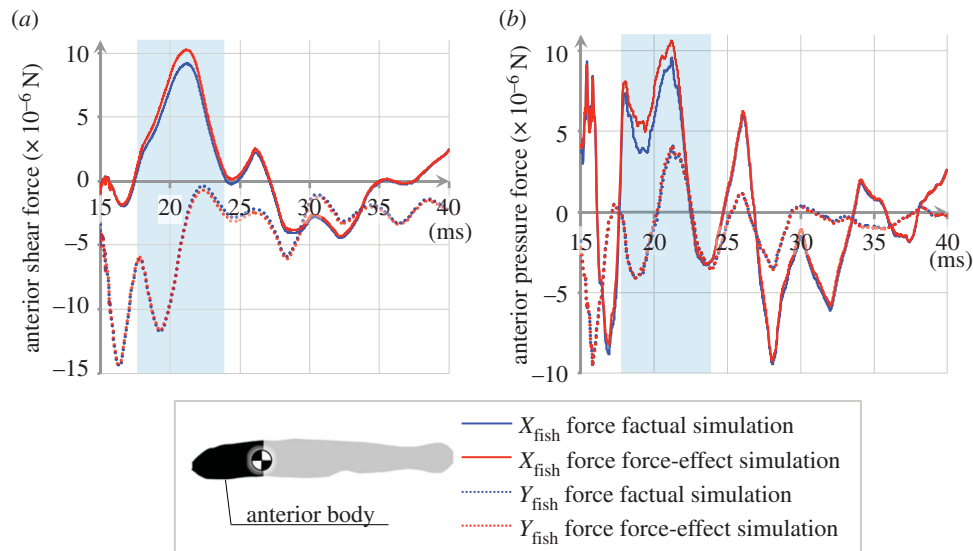 (a)
anterior shear force (× 10⁻⁶ N)
10
5
0
−5
−10
−15
15 20 25 30 35 40
(ms)
(b)
anterior pressure force (× 10⁻⁶ N)
10
5
0
−5
−10
15 20 25 30 35 40
(ms)
anterior body
X_fish force factual simulation
X_fish force force-effect simulation
Y_fish force factual simulation
Y_fish force force-effect simulation